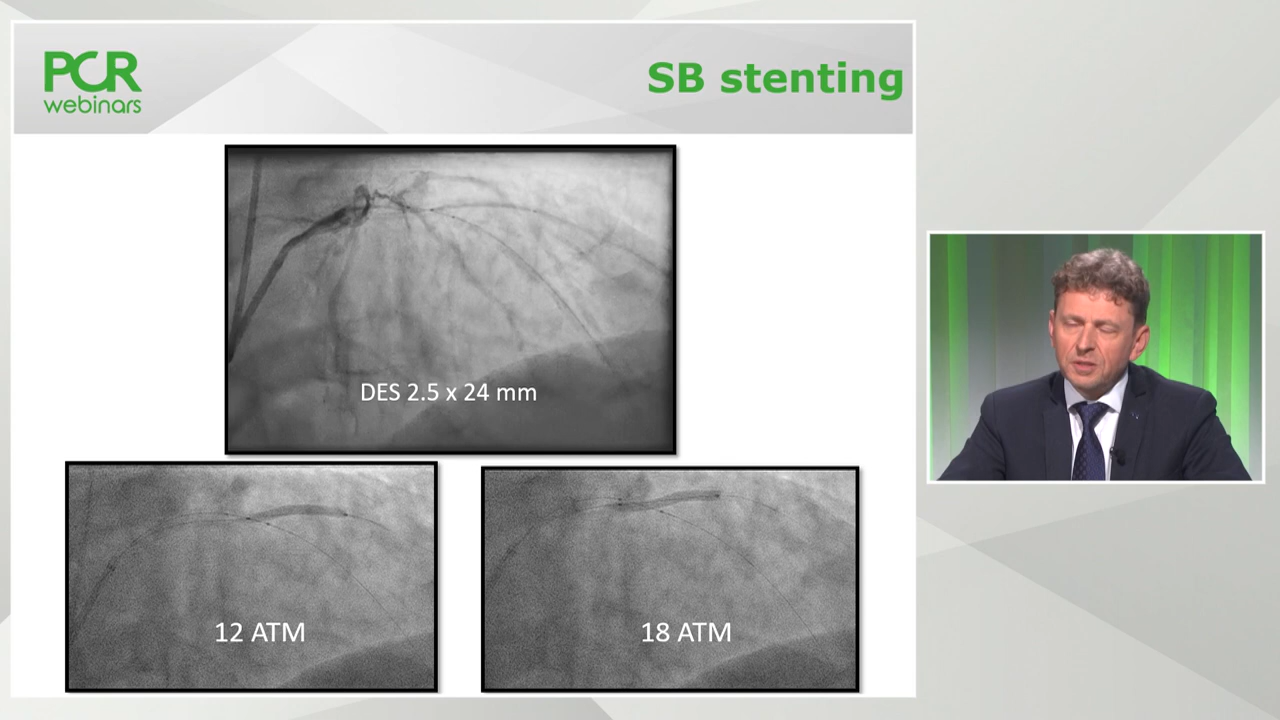 PCR
webinars
SB stenting
DES 2.5 x 24 mm
12 ATM
18 ATM